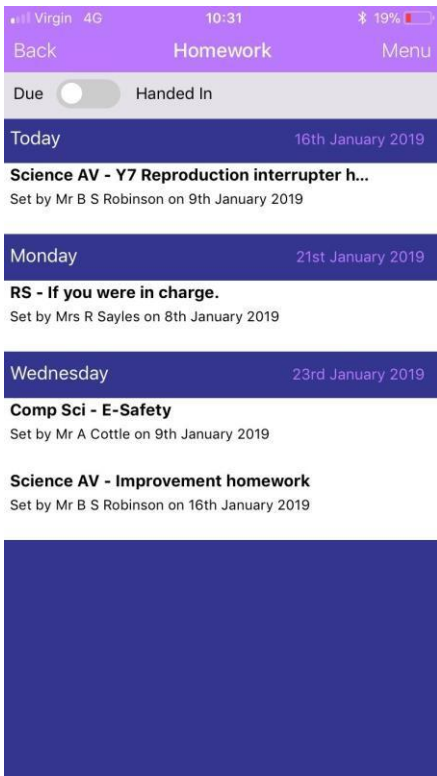 Virgin 4G 10:31 19%
Back Homework Menu
Due Handed In
Today 16th January 2019
Science AV - Y7 Reproduction interrupter h...
Set by Mr B S Robinson on 9th January 2019
Monday 21st January 2019
RS - If you were in charge.
Set by Mrs R Sayles on 8th January 2019
Wednesday 23rd January 2019
Comp Sci - E-Safety
Set by Mr A Cottle on 9th January 2019
Science AV - Improvement homework
Set by Mr B S Robinson on 16th January 2019